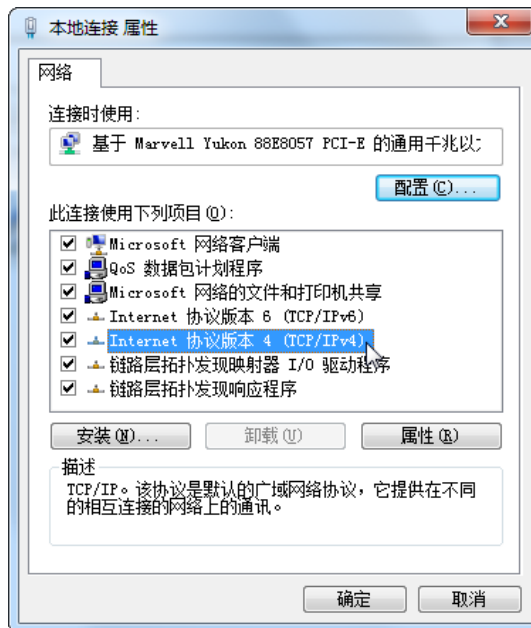 本地连接 属性
网络
连接时使用:
基于 Marvell Yukon 88E8057 PCI-E 的通用千兆以
配置(C)...
此连接使用下列项目(O):
Microsoft 网络客户端
QoS 数据包计划程序
Microsoft 网络的文件和打印机共享
Internet 协议版本 6 (TCP/IPv6)
Internet 协议版本 4 (TCP/IPv4)
链路层拓扑发现映射器 I/O 驱动程序
链路层拓扑发现响应程序
安装(N)...
卸载(U)
属性(R)
描述
TCP/IP。该协议是默认的广域网络协议，它提供在不同
的相互连接的网络上的通讯。
确定
取消